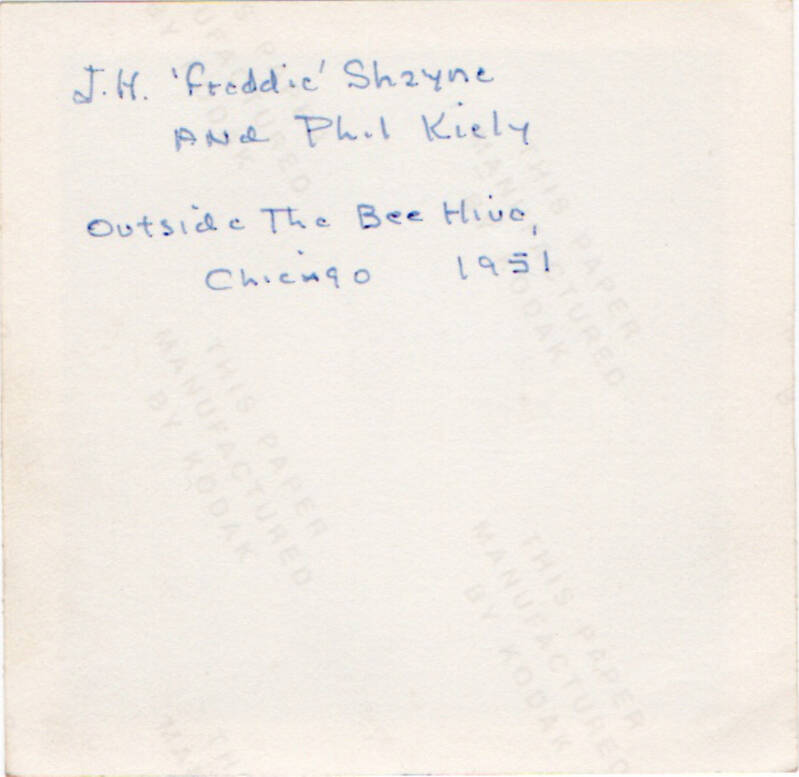 J.H. 'Freddie' Shayne
AND Phil Kiely
Outside The Bee Hive,
Chicago 1951
THIS PAPER
MANUFACTURED
BY KODAK
THIS PAPER
MANUFACTURED
BY KODAK
THIS PAPER
MANUFACTURED
BY KODAK
THIS PAPER
MANUFACTURED
BY KODAK